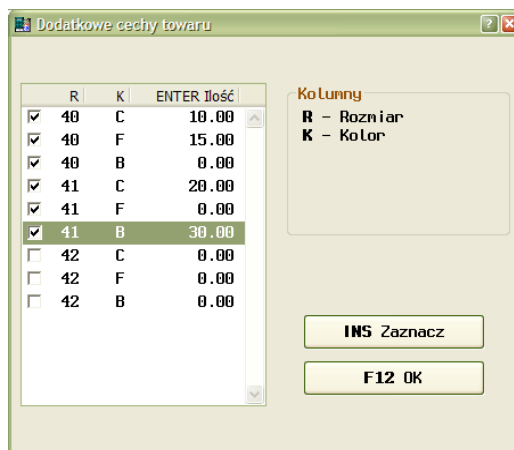 Dodatkowe cechy towaru
R K ENTER Ilość
40 C 10.00
40 F 15.00
40 B 0.00
41 C 20.00
41 F 0.00
41 B 30.00
42 C 0.00
42 F 0.00
42 B 0.00
Kolumny
R - Rozmiar
K - Kolor
INS Zaznacz
F12 OK